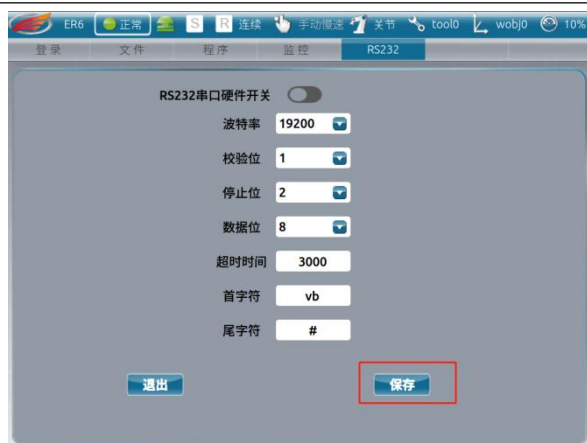 ER6 正常 S R 连续 手动慢速 关节 tool0 wobj0 10%
登录 文件 程序 监控 RS232
RS232串口硬件开关
波特率 19200
校验位 1
停止位 2
数据位 8
超时时间 3000
首字符 vb
尾字符 #
退出 保存